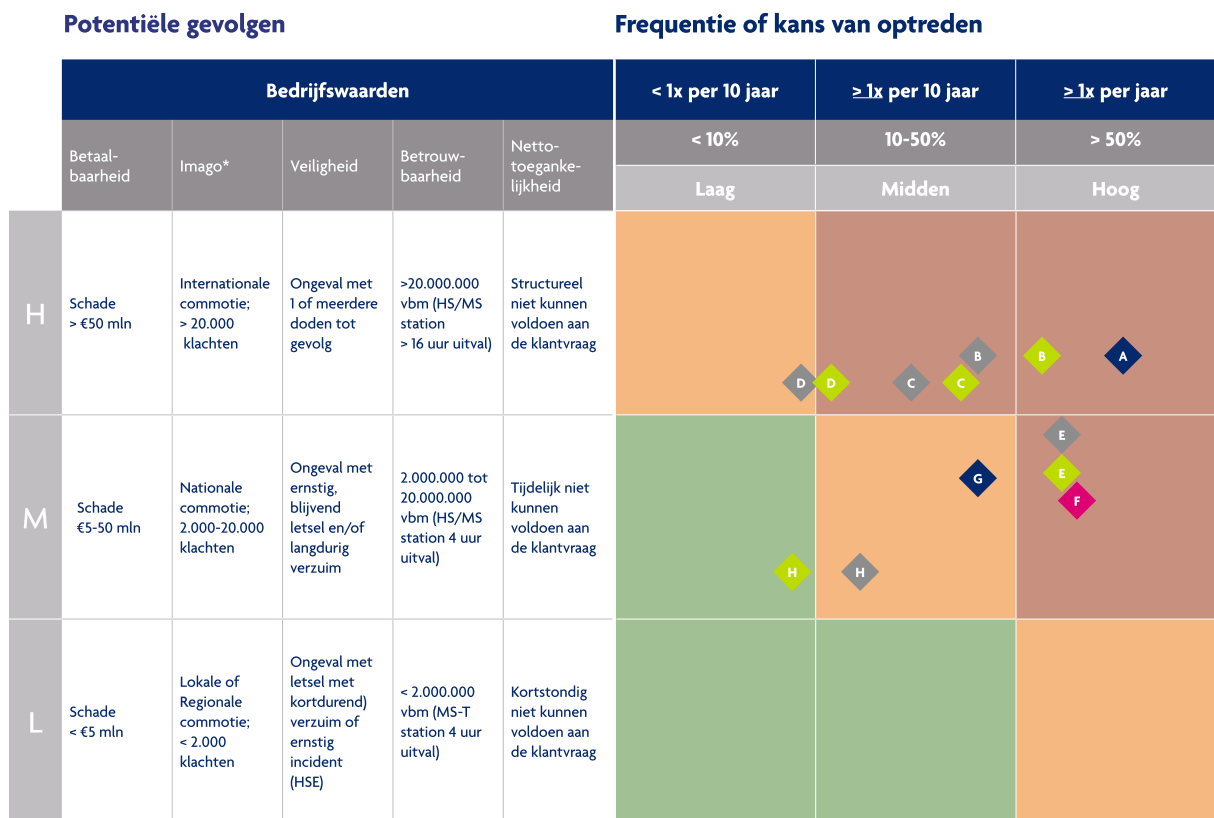 Potentiële gevolgen
Frequentie of kans van optreden
Bedrijfswaarden
< 1x per 10 jaar
> 1x per 10 jaar
> 1x per jaar
Betaal-
baarheid
Imago*
Veiligheid
Betrouw-
baarheid
Netto-
toeganke-
lijkheid
< 10%
10-50%
> 50%
Laag
Midden
Hoog
H
Schade
> €50 mln
Internationale
commotie;
> 20.000
klachten
Ongeval met
1 of meerdere
doden tot
gevolg
>20.000.000
vbm (HS/MS
station
> 16 uur uitval)
Structureel
niet kunnen
voldoen aan
de klantvraag
B
B
A
D
D
C
C
M
Schade
€5-50 mln
Nationale
commotie;
2.000-20.000
klachten
Ongeval met
ernstig,
blijvend
letsel en/of
langdurig
verzuim
2.000.000 tot
20.000.000
vbm (HS/MS
station 4 uur
uitval)
Tijdelijk niet
kunnen
voldoen aan
de klantvraag
E
G
E
F
H
H
L
Schade
< €5 mln
Lokale of
Regionale
commotie;
< 2.000
klachten
Ongeval met
letsel met
kortdurend)
verzuim of
ernstig
incident
(HSE)
< 2.000.000
vbm (MS-T
station 4 uur
uitval)
Kortstondig
niet kunnen
voldoen aan
de klantvraag